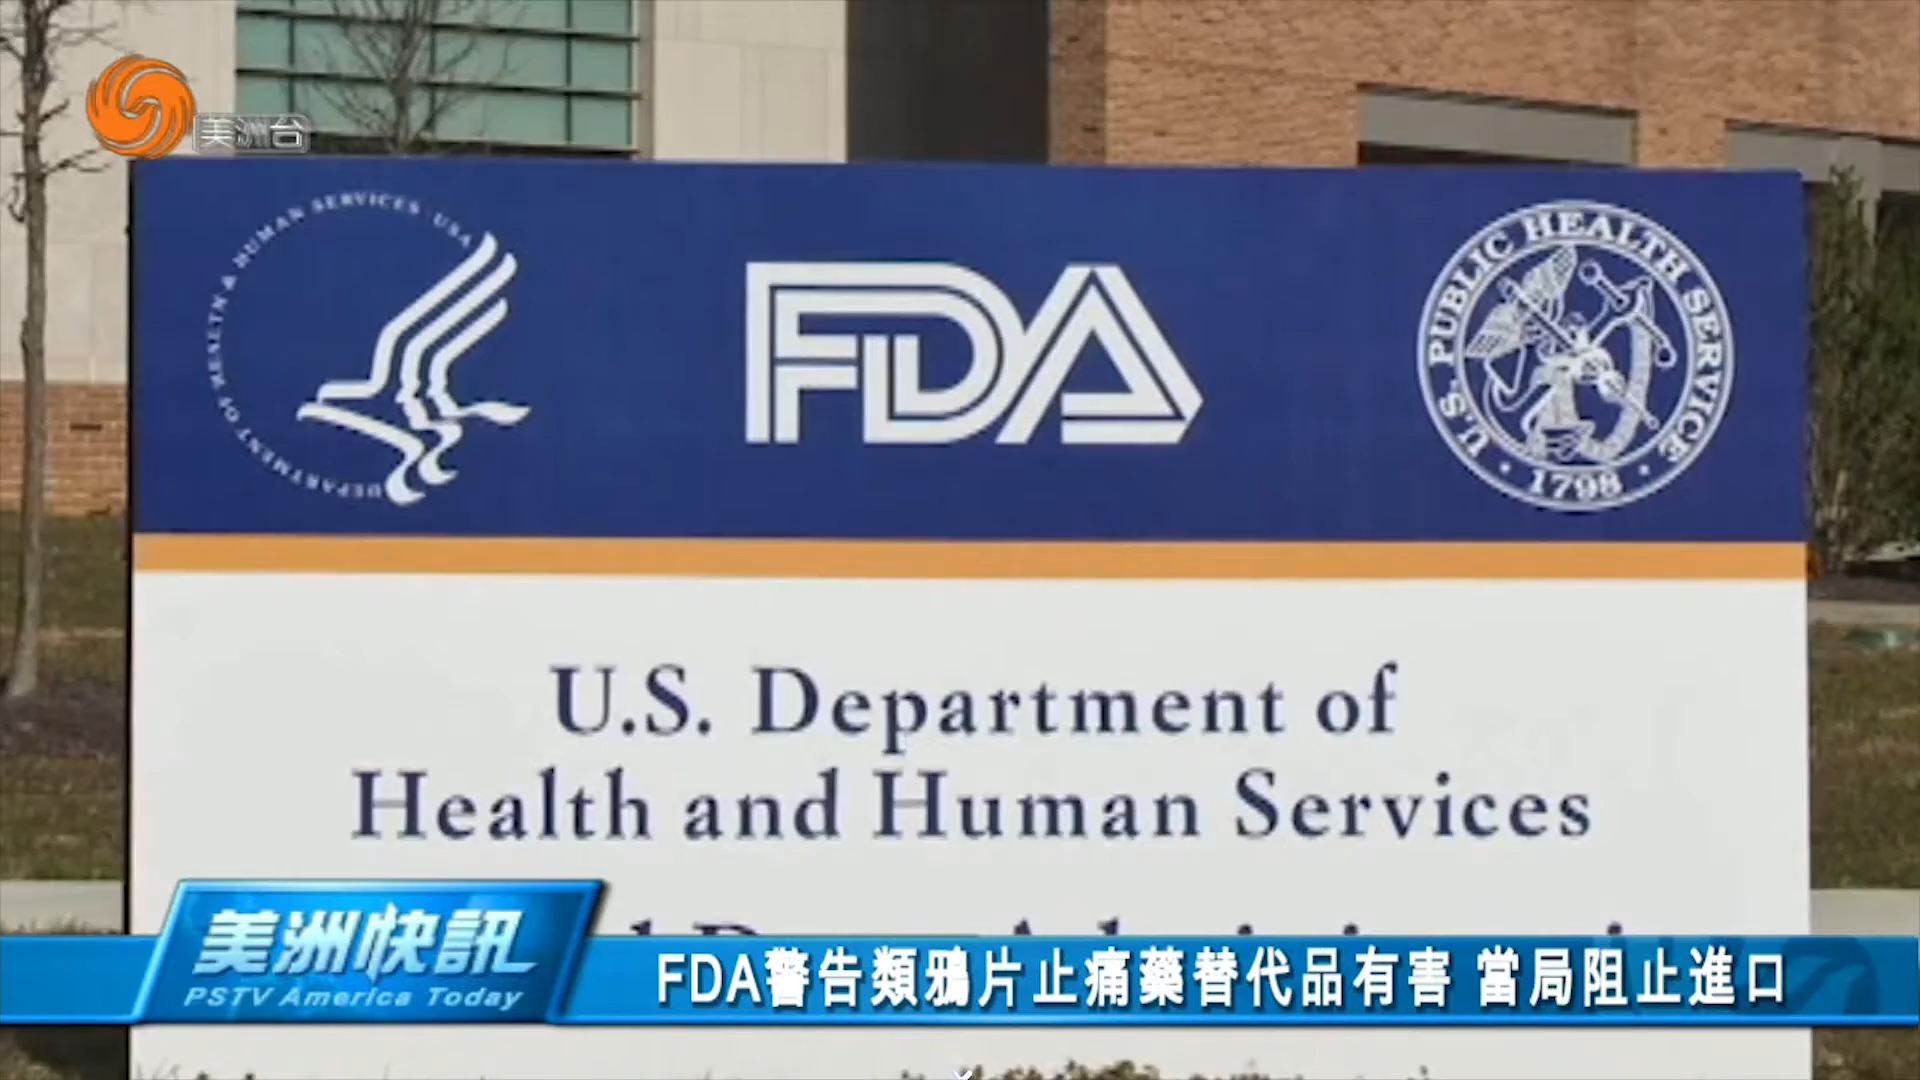 美洲台
DEPARTMENT OF HEALTH & HUMAN SERVICES · USA
FDA
U.S. PUBLIC HEALTH SERVICE
· 1798 ·
U.S. Department of
Health and Human Services
美洲快訊
PSTV America Today
FDA警告類鴉片止痛藥替代品有害 當局阻止進口